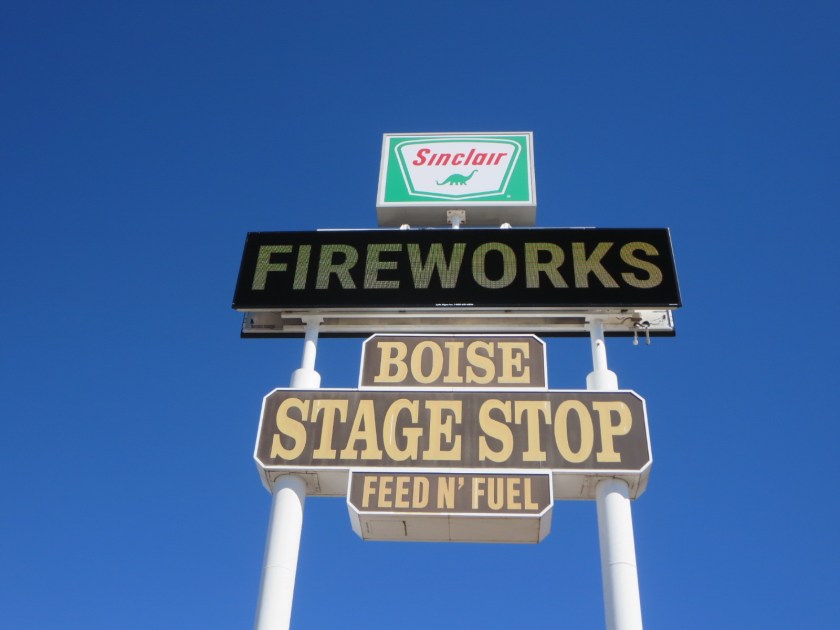 Sinclair
FIREWORKS
BOISE
STAGE STOP
FEED N' FUEL